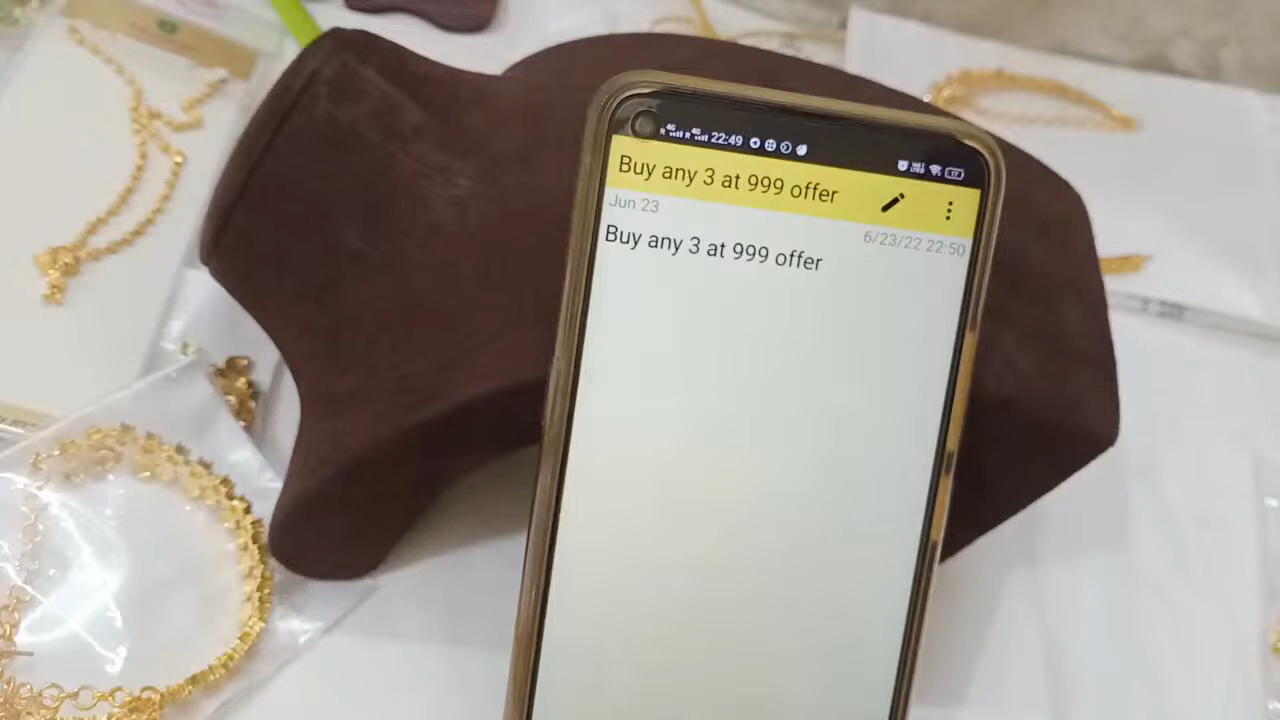 22:49
Buy any 3 at 999 offer
Jun 23
6/23/22 22:50
Buy any 3 at 999 offer